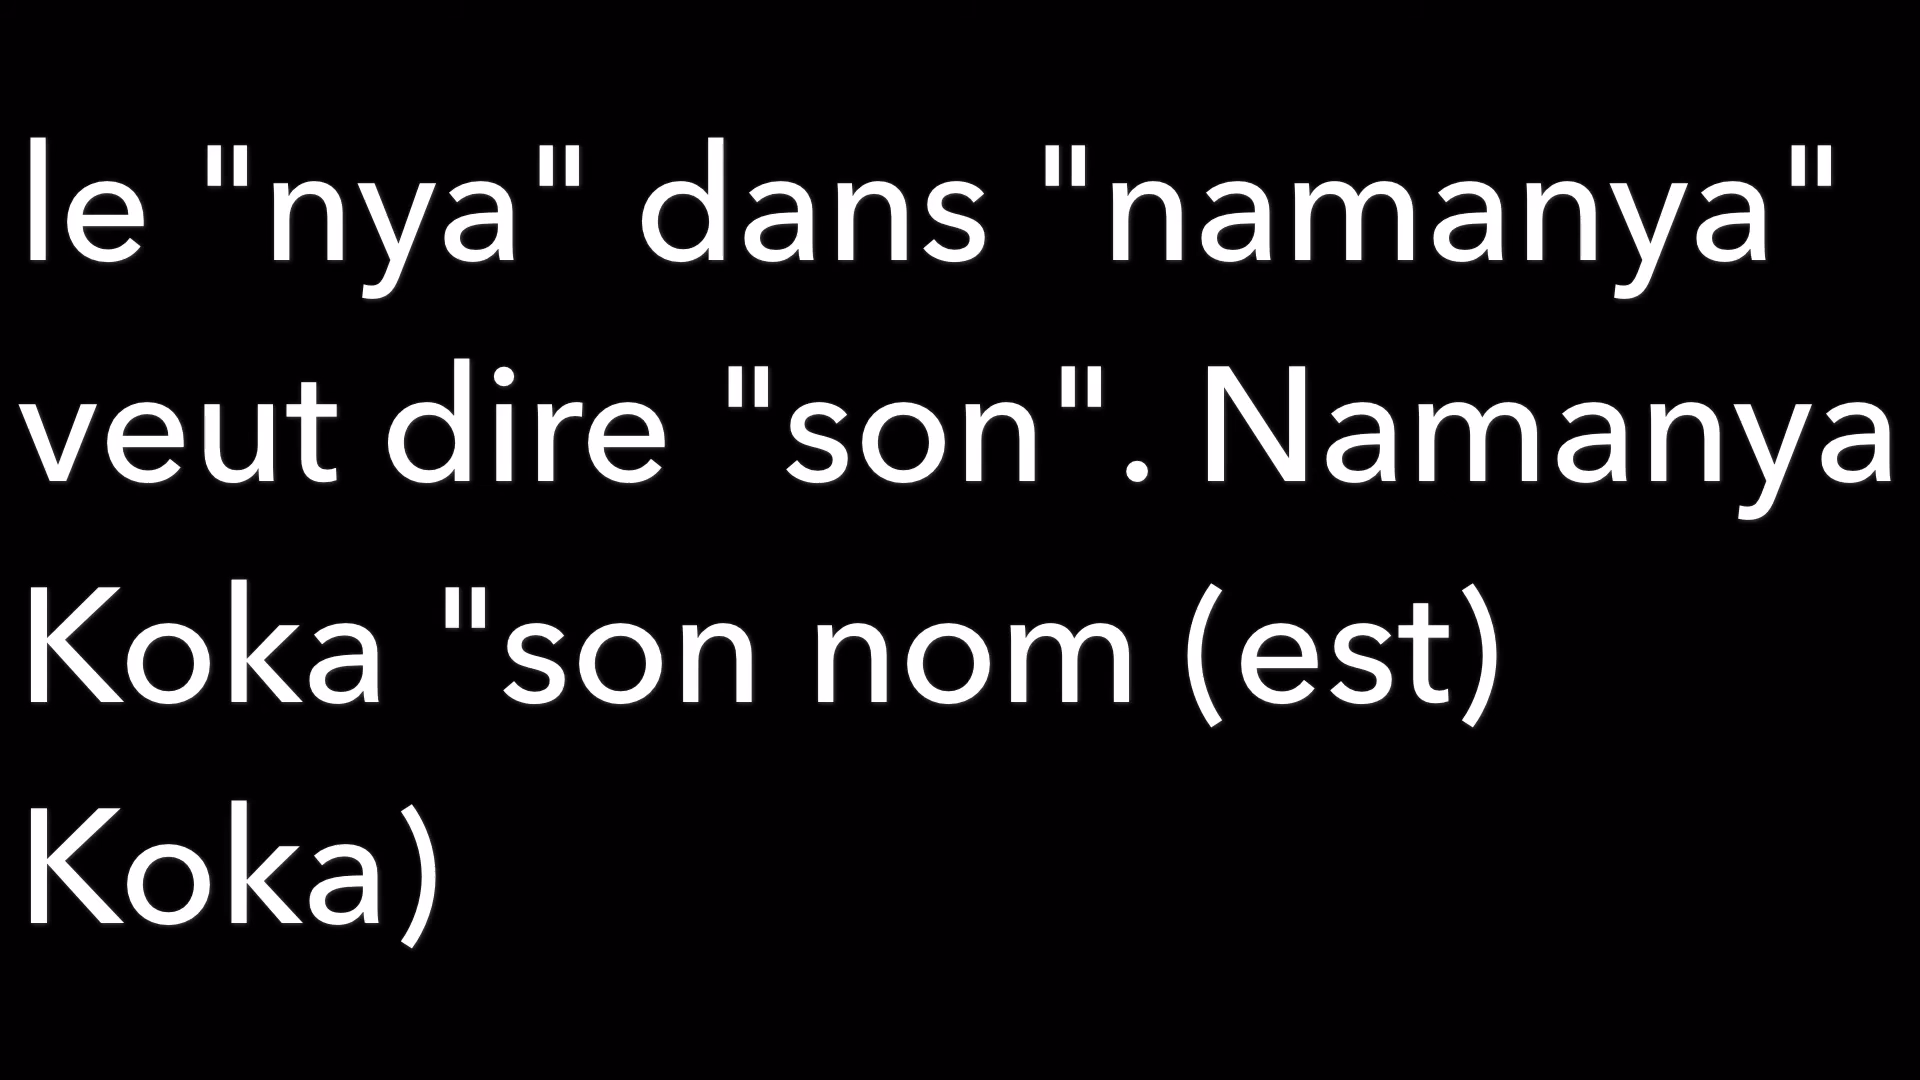 le "nya" dans "namanya"
veut dire "son". Namanya
Koka "son nom (est)
Koka)